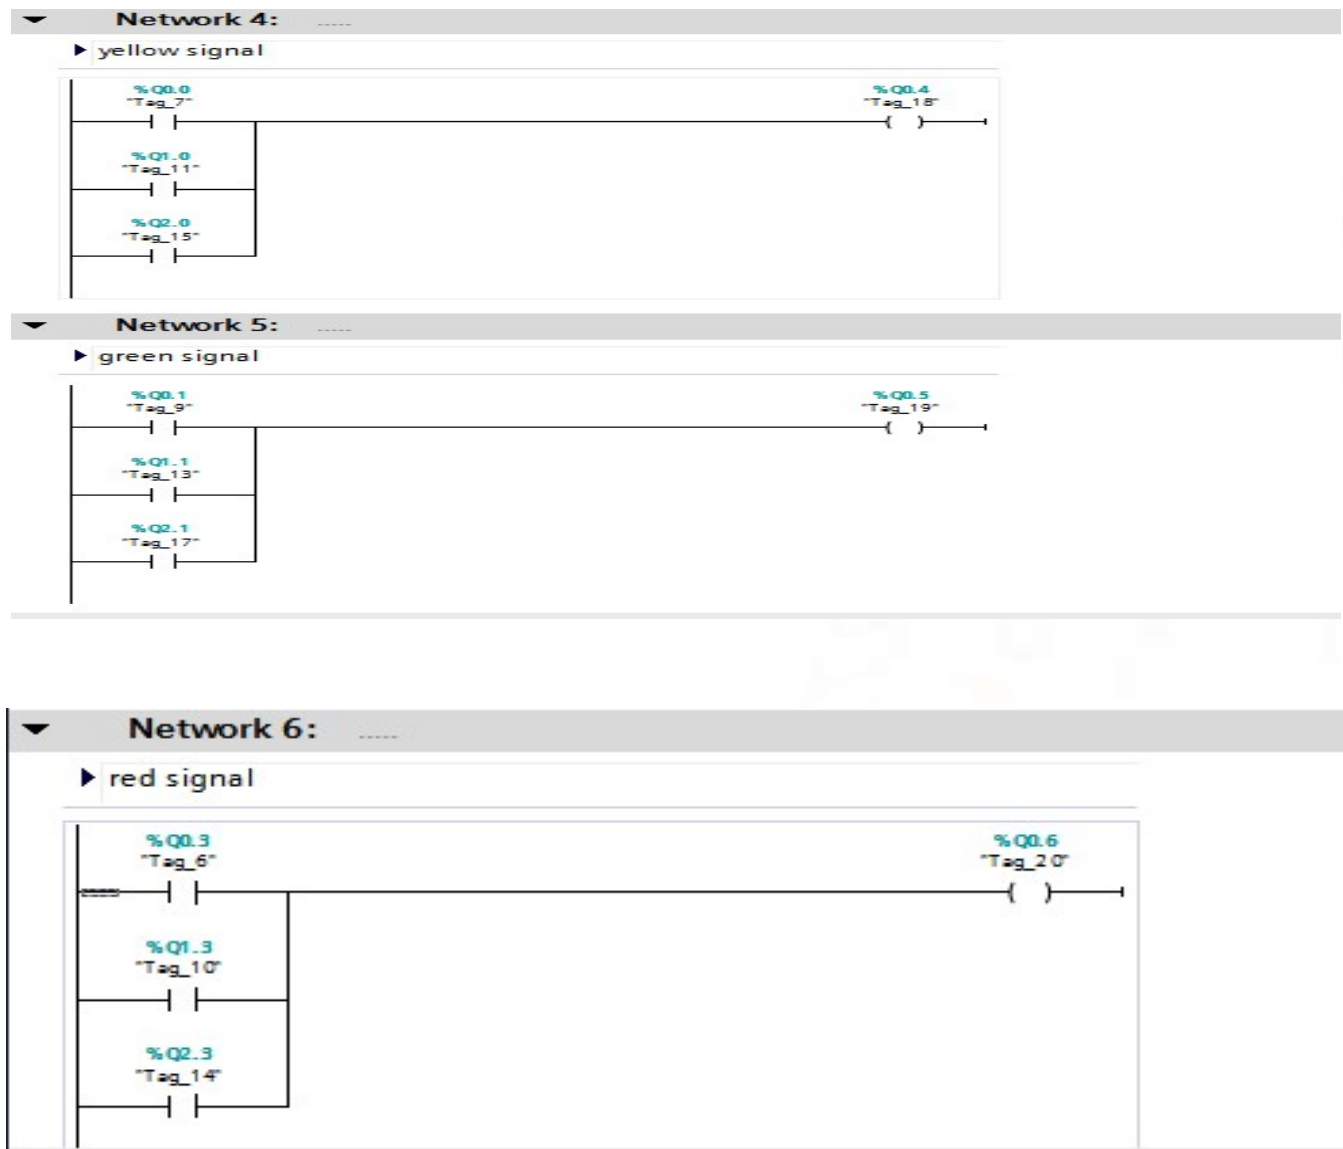 Network 4: .....
yellow signal
%Q0.0 %Q0.4
"Tag_7" "Tag_18"
%Q1.0
"Tag_11"
%Q2.0
"Tag_15"
Network 5: .....
green signal
%Q0.1 %Q0.5
"Tag_9" "Tag_19"
%Q1.1
"Tag_13"
%Q2.1
"Tag_17"
Network 6: .....
red signal
%Q0.3 %Q0.6
"Tag_6" "Tag_20"
%Q1.3
"Tag_10"
%Q2.3
"Tag_14"